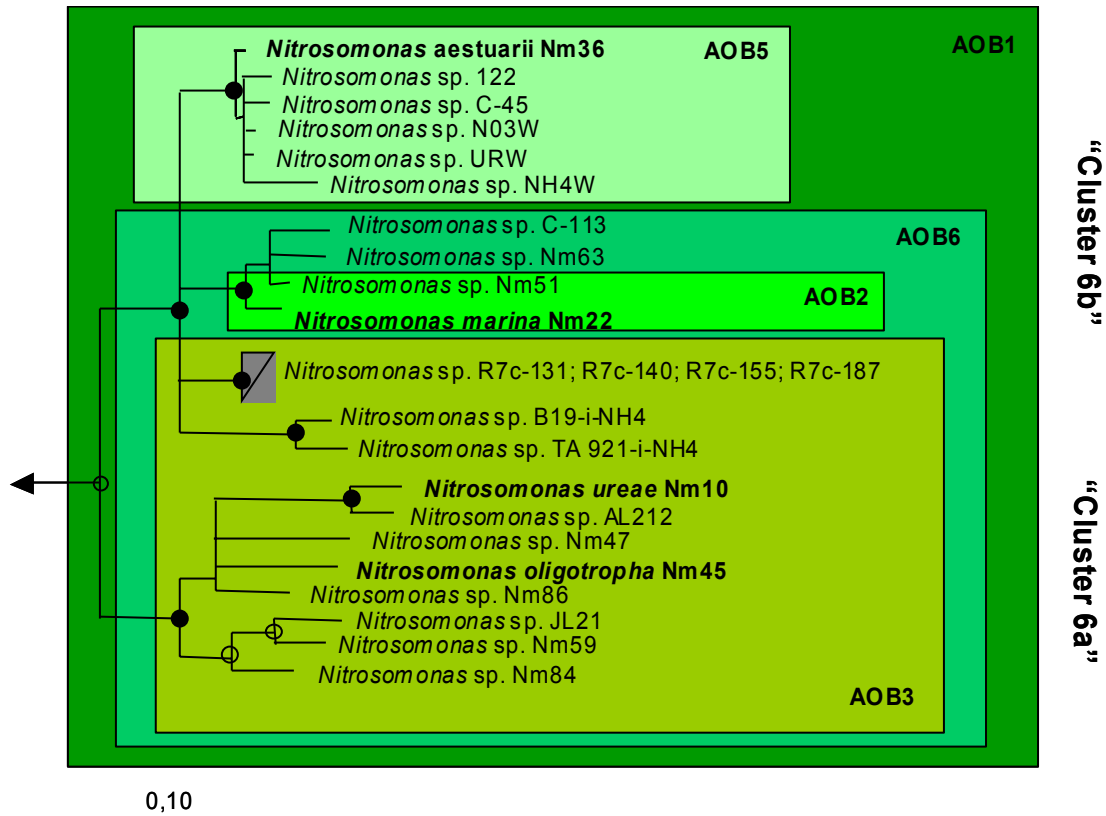 AOB1
AOB5
Nitrosomonas aestuarii Nm36
Nitrosomonas sp. 122
Nitrosomonas sp. C-45
Nitrosomonas sp. N03W
Nitrosomonas sp. URW
Nitrosomonas sp. NH4W
AOB6
Nitrosomonas sp. C-113
Nitrosomonas sp. Nm63
Nitrosomonas sp. Nm51
AOB2
Nitrosomonas marina Nm22
Nitrosomonas sp. R7c-131; R7c-140; R7c-155; R7c-187
Nitrosomonas sp. B19-i-NH4
Nitrosomonas sp. TA 921-i-NH4
Nitrosomonas ureae Nm10
Nitrosomonas sp. AL212
Nitrosomonas sp. Nm47
Nitrosomonas oligotropha Nm45
Nitrosomonas sp. Nm86
Nitrosomonas sp. JL21
Nitrosomonas sp. Nm59
Nitrosomonas sp. Nm84
AOB3
“Cluster 6b”
“Cluster 6a”
0,10